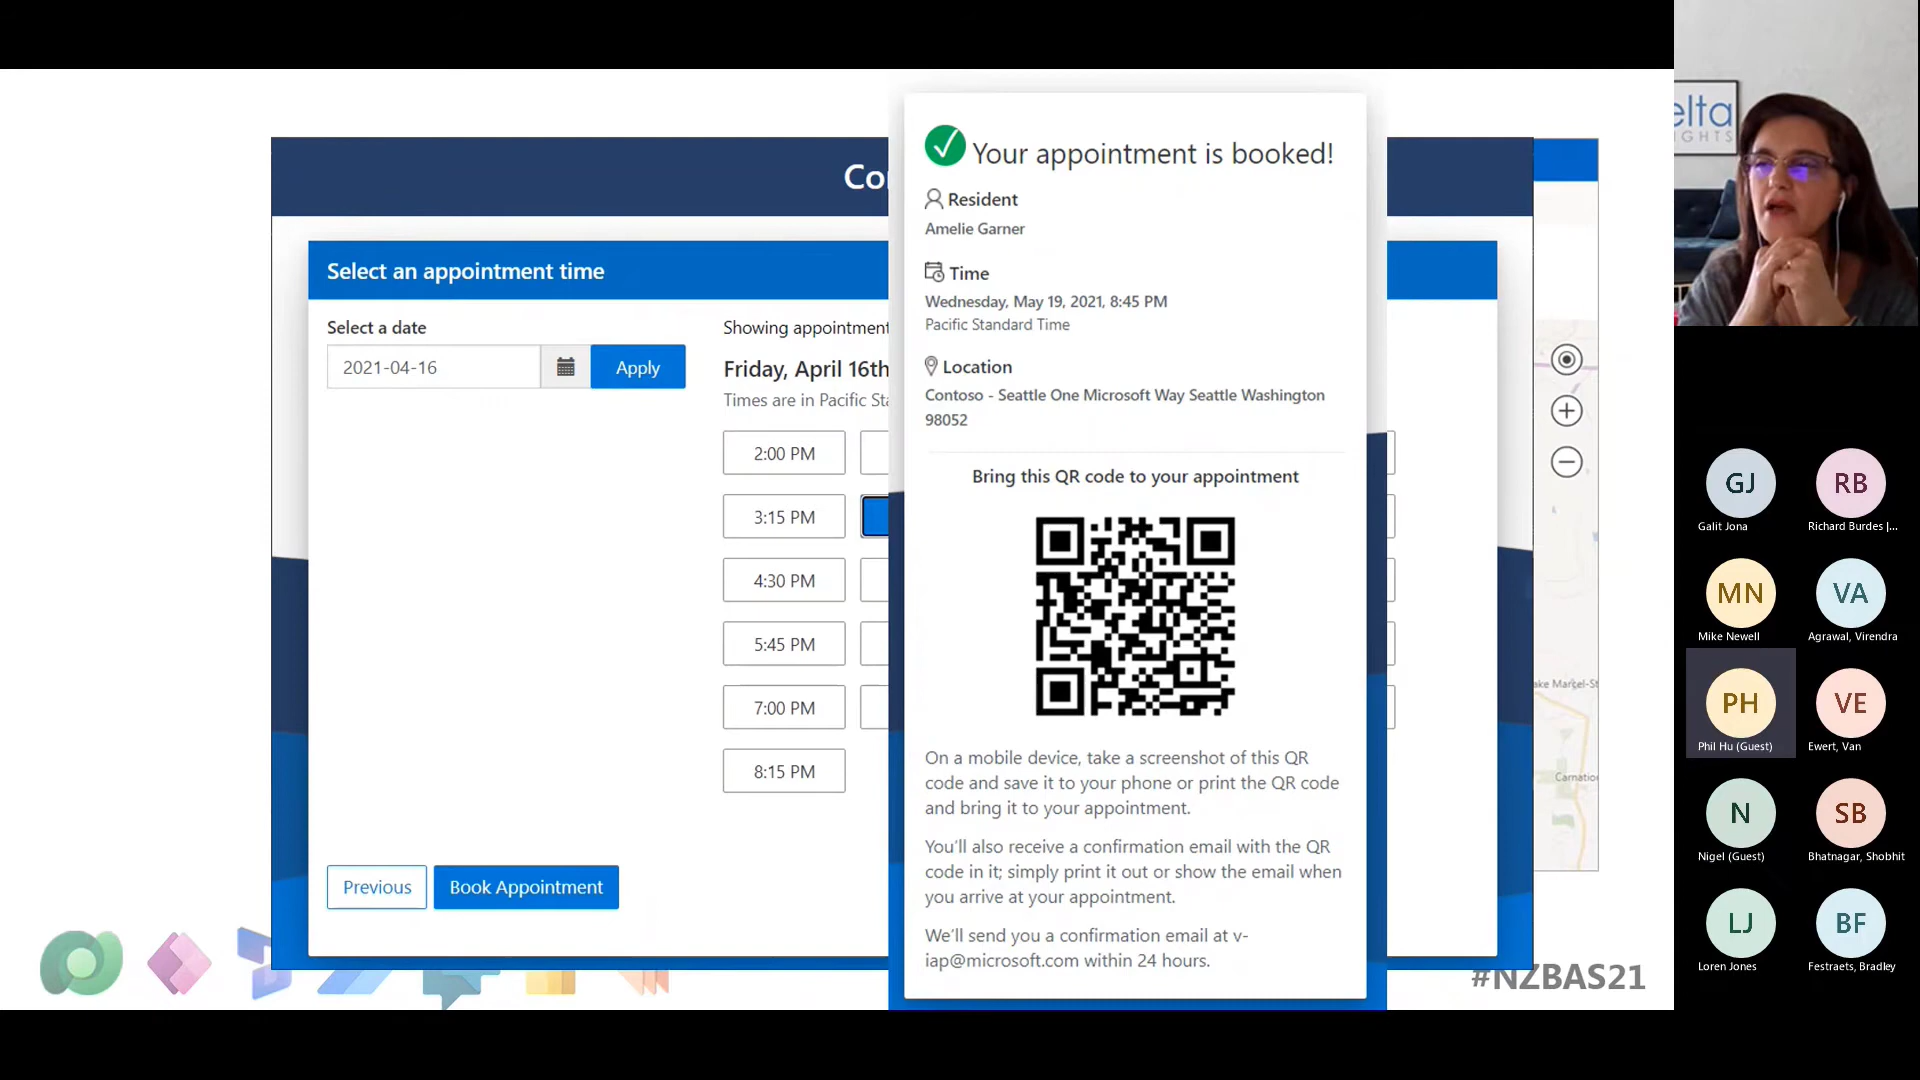 Co
Select an appointment time
Select a date
2021-04-16
Apply
Showing appointment
Friday, April 16th
Times are in Pacific Sta
2:00 PM
3:15 PM
4:30 PM
5:45 PM
7:00 PM
8:15 PM
Previous
Book Appointment
Your appointment is booked!
Resident
Amelie Garner
Time
Wednesday, May 19, 2021, 8:45 PM
Pacific Standard Time
Location
Contoso - Seattle One Microsoft Way Seattle Washington
98052
Bring this QR code to your appointment
On a mobile device, take a screenshot of this QR
code and save it to your phone or print the QR code
and bring it to your appointment.
You'll also receive a confirmation email with the QR
code in it; simply print it out or show the email when
you arrive at your appointment.
We'll send you a confirmation email at v-
iap@microsoft.com within 24 hours.
ake Marcel-St
Carnatio
#NZBAS21
elta
GHTS
GJ
Galit Jona
RB
Richard Burdes |...
MN
Mike Newell
VA
Agrawal, Virendra
PH
Phil Hu (Guest)
VE
Ewert, Van
N
Nigel (Guest)
SB
Bhatnagar, Shobhit
LJ
Loren Jones
BF
Festraets, Bradley